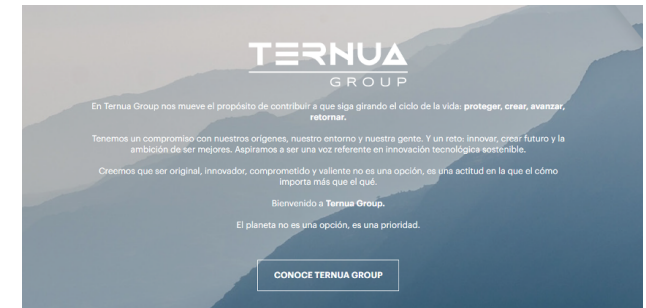 TERNUA
GROUP
En Ternua Group nos mueve el propósito de contribuir a que siga girando el ciclo de la vida: proteger, crear, avanzar,
retornar.
Tenemos un compromiso con nuestros orígenes, nuestro entorno y nuestra gente. Y un reto: innovar, crear futuro y la
ambición de ser mejores. Aspiramos a ser una voz referente en innovación tecnológica sostenible.
Creemos que ser original, innovador, comprometido y valiente no es una opción, es una actitud en la que el cómo
importa más que el qué.
Bienvenido a Ternua Group.
El planeta no es una opción, es una prioridad.
CONOCE TERNUA GROUP